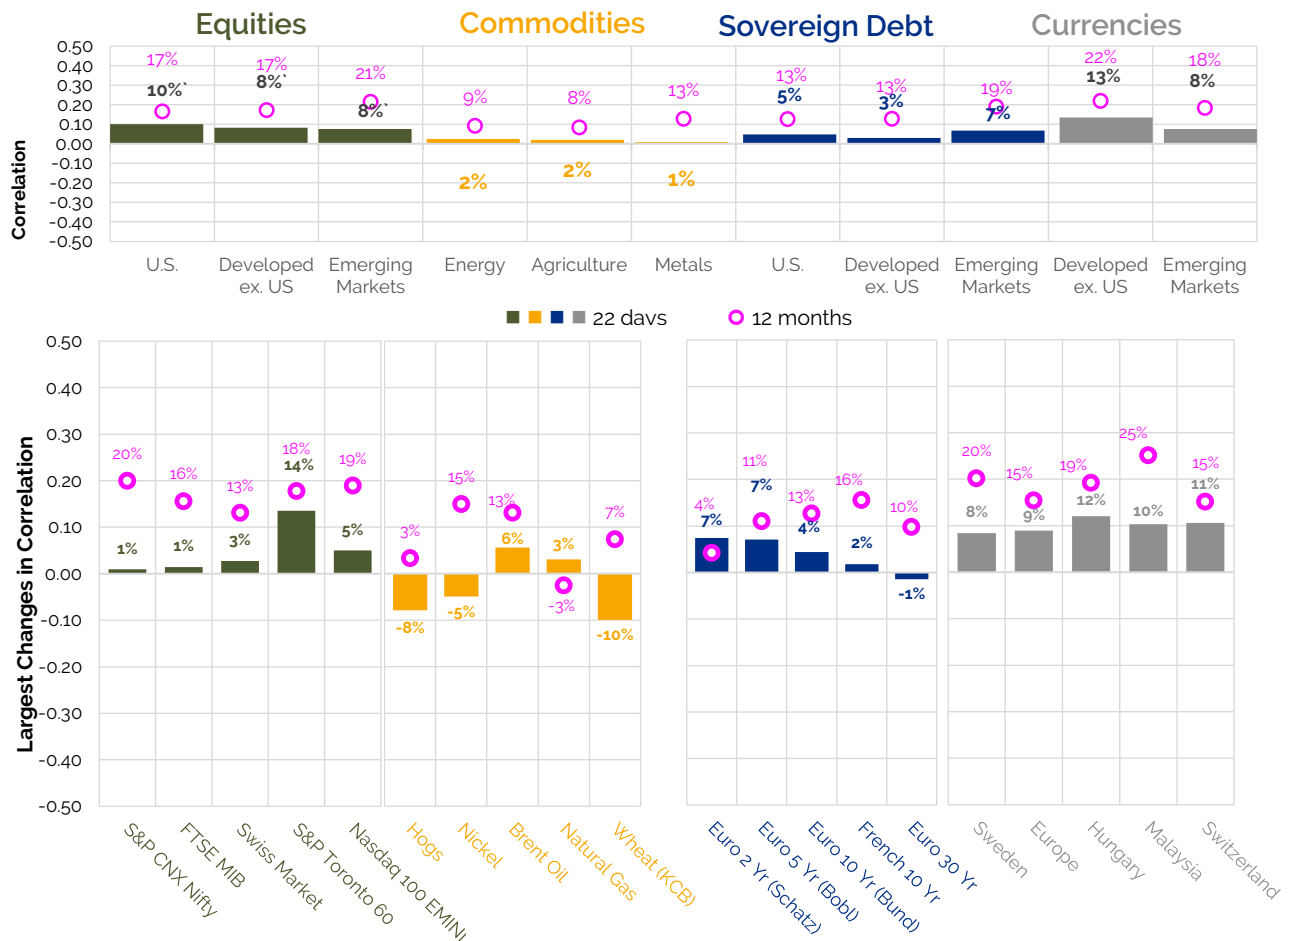 Equities
Commodities
Sovereign Debt
Currencies
Correlation
0.50
0.40
0.30
0.20
0.10
0.00
-0.10
-0.20
-0.30
-0.40
-0.50
17%
10%`
17%
8%`
21%
8%`
9%
2%
8%
2%
13%
1%
13%
5%
13%
3%
19%
7%
22%
13%
18%
8%
U.S.
Developed
ex. US
Emerging
Markets
Energy
Agriculture
Metals
U.S.
Developed
ex. US
Emerging
Markets
Developed
ex. US
Emerging
Markets
22 days
12 months
Largest Changes in Correlation
0.50
0.40
0.30
0.20
0.10
0.00
-0.10
-0.20
-0.30
-0.40
-0.50
20%
1%
16%
1%
13%
3%
18%
14%
19%
5%
3%
-8%
15%
-5%
13%
6%
3%
-3%
7%
-10%
4%
7%
11%
7%
13%
4%
16%
2%
10%
-1%
20%
8%
15%
9%
19%
12%
25%
10%
15%
11%
S&P CNX Nifty
FTSE MIB
Swiss Market
S&P Toronto 60
Nasdaq 100 EMINI
Hogs
Nickel
Brent Oil
Natural Gas
Wheat (KCB)
Euro 2 Yr (Schatz)
Euro 5 Yr (Bobl)
Euro 10 Yr (Bund)
French 10 Yr
Euro 30 Yr
Sweden
Europe
Hungary
Malaysia
Switzerland